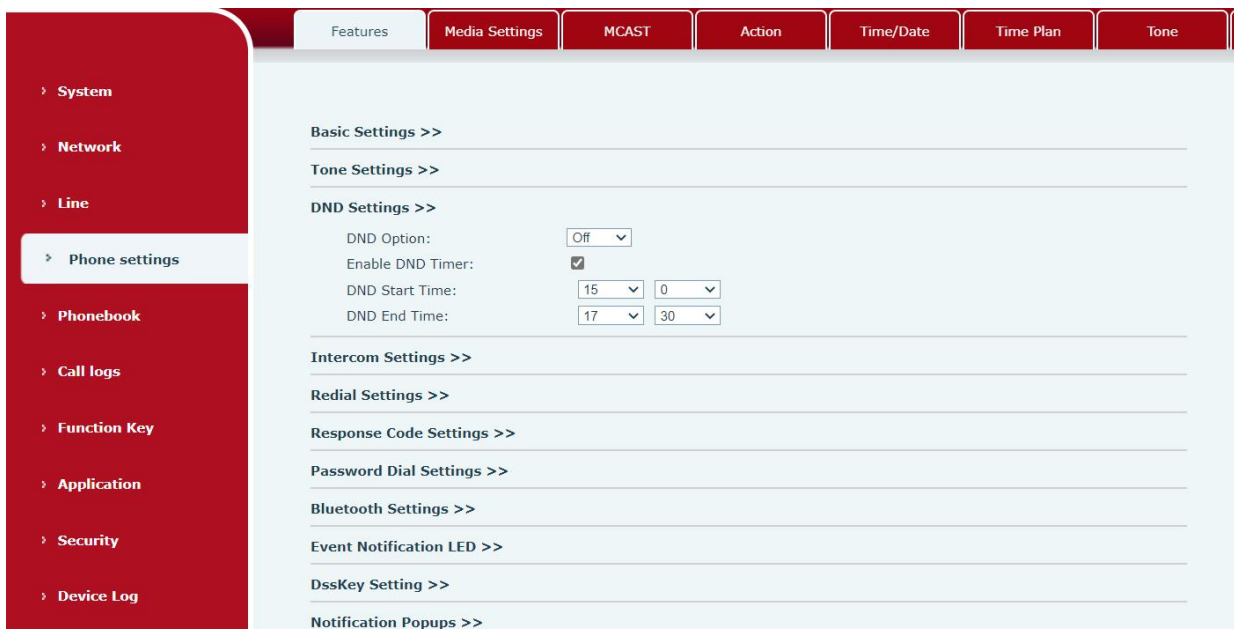 Features Media Settings MCAST Action Time/Date Time Plan Tone
System
Network
Line
Phone settings
Phonebook
Call logs
Function Key
Application
Security
Device Log
Basic Settings >>
Tone Settings >>
DND Settings >>
DND Option: Off
Enable DND Timer:
DND Start Time: 15 0
DND End Time: 17 30
Intercom Settings >>
Redial Settings >>
Response Code Settings >>
Password Dial Settings >>
Bluetooth Settings >>
Event Notification LED >>
DssKey Setting >>
Notification Popups >>